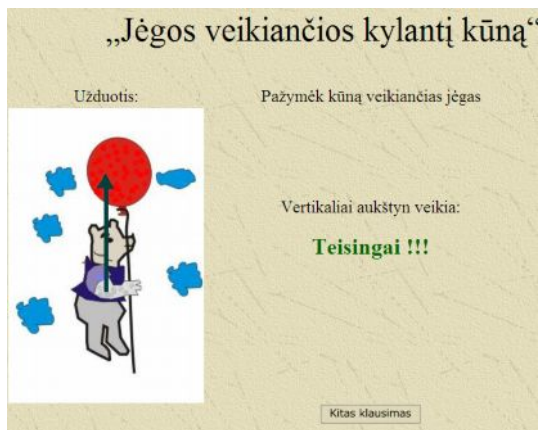 „Jėgos veikiančios kylantį kūną“
Užduotis:
Pažymėk kūną veikiančias jėgas
Vertikaliai aukštyn veikia:
Teisingai !!!
Kitas klausimas